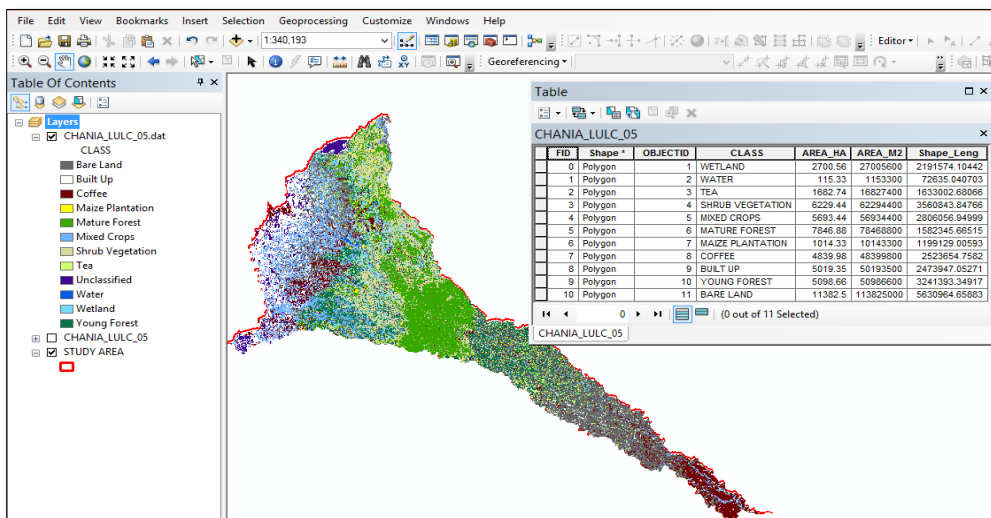 File Edit View Bookmarks Insert Selection Geoprocessing Customize Windows Help
1:340,193
Editor
Georeferencing
Table Of Contents
Layers
CHANIA_LULC_05.dat
CLASS
Bare Land
Built Up
Coffee
Maize Plantation
Mature Forest
Mixed Crops
Shrub Vegetation
Tea
Unclassified
Water
Wetland
Young Forest
CHANIA_LULC_05
STUDY AREA
Table
CHANIA_LULC_05
FID Shape * OBJECTID CLASS AREA_HA AREA_M2 Shape_Leng
0 Polygon 1 WETLAND 2700.56 27005600 2191574.10442
1 Polygon 2 WATER 115.33 1153300 72635.040703
2 Polygon 3 TEA 1682.74 16827400 1633002.68066
3 Polygon 4 SHRUB VEGETATION 6229.44 62294400 3560843.84766
4 Polygon 5 MIXED CROPS 5693.44 56934400 2806056.94999
5 Polygon 6 MATURE FOREST 7846.88 78468800 1582345.66515
6 Polygon 7 MAIZE PLANTATION 1014.33 10143300 1199129.00593
7 Polygon 8 COFFEE 4839.98 48399800 2523654.7582
8 Polygon 9 BUILT UP 5019.35 50193500 2473947.05271
9 Polygon 10 YOUNG FOREST 5098.66 50986600 3241393.34917
10 Polygon 11 BARE LAND 11382.5 113825000 5630964.65883
0 (0 out of 11 Selected)
CHANIA_LULC_05